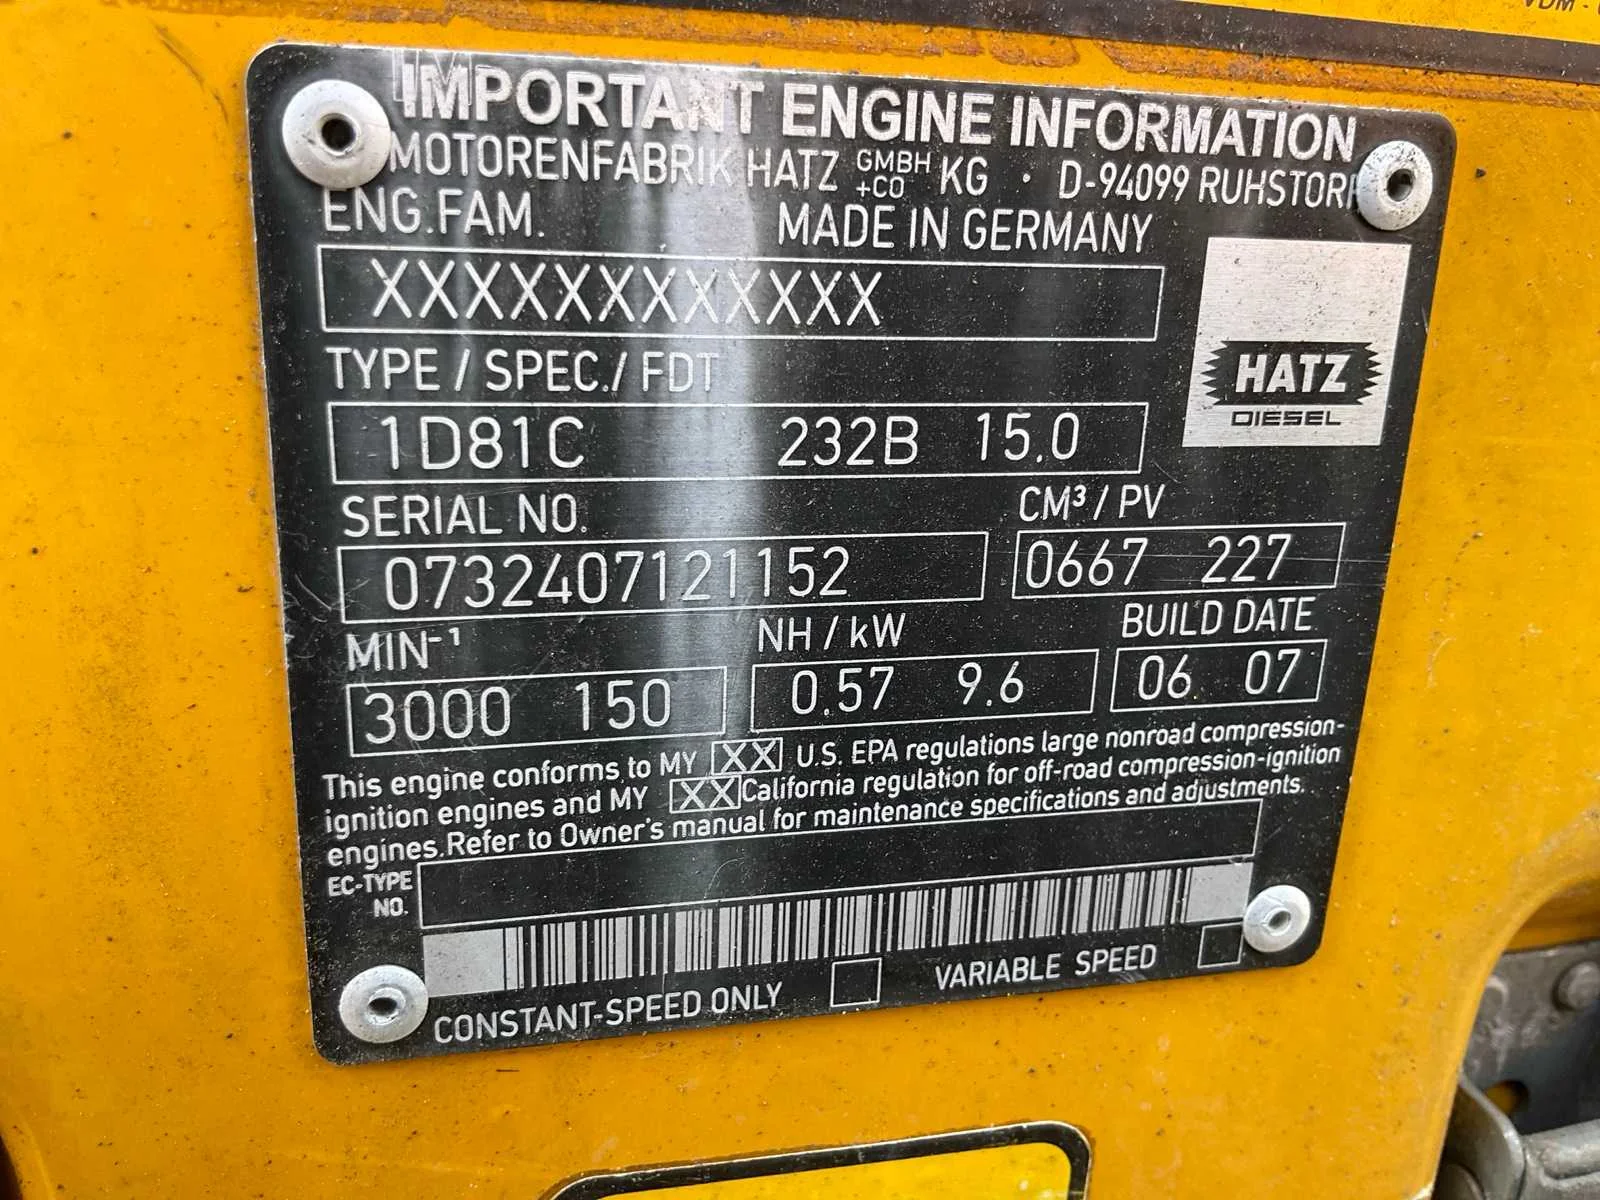 VDM -
IMPORTANT ENGINE INFORMATION
MOTORENFABRIK HATZ GMBH +CO KG · D-94099 RUHSTORF
ENG.FAM. MADE IN GERMANY
XXXXXXXXXXXX
TYPE / SPEC./ FDT
1D81C 232B 15.0
HATZ
DIESEL
SERIAL NO. CM³ / PV
0732407121152 0667 227
MIN⁻¹ NH / kW BUILD DATE
3000 150 0.57 9.6 06 07
This engine conforms to MY XX U.S. EPA regulations large nonroad compression-
ignition engines and MY XX California regulation for off-road compression-ignition
engines.Refer to Owner's manual for maintenance specifications and adjustments.
EC-TYPE
NO.
CONSTANT-SPEED ONLY VARIABLE SPEED